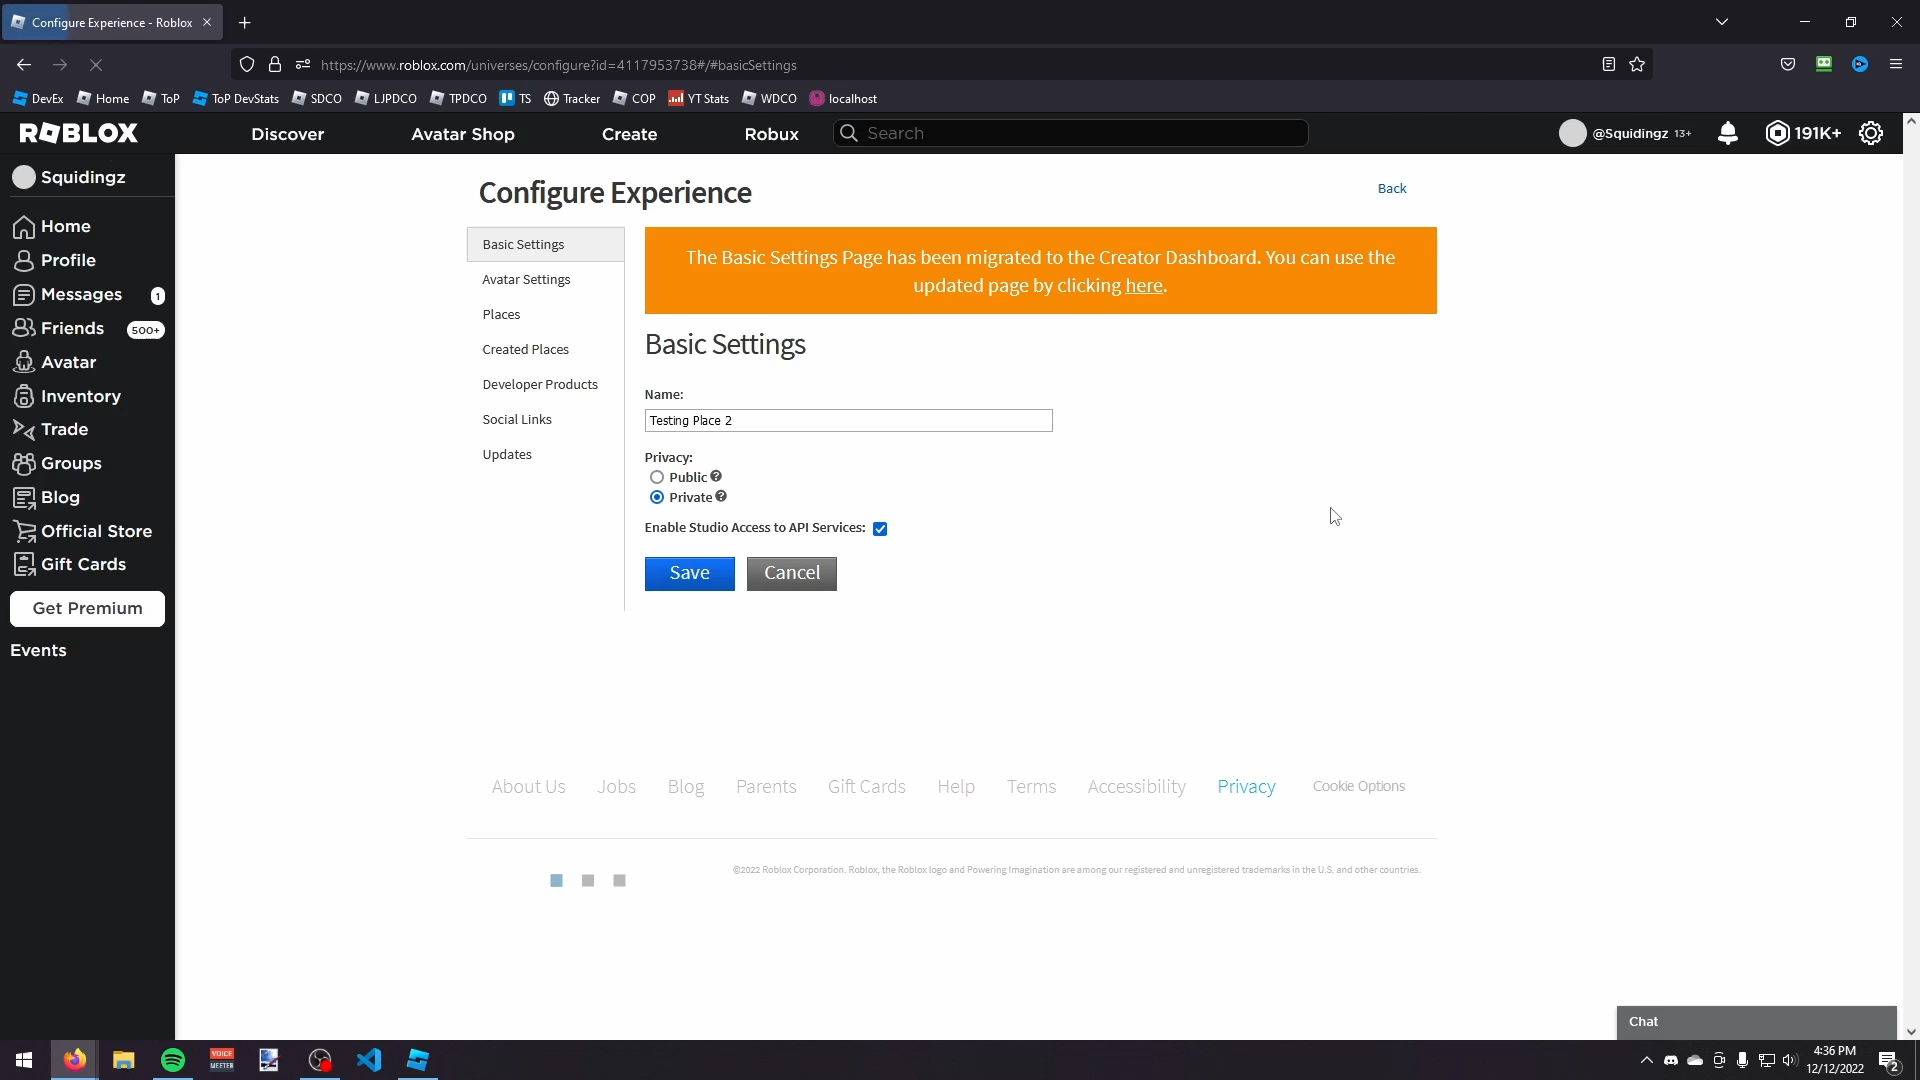 Configure Experience - Roblox
https://www.roblox.com/universes/configure?id=4117953738#/#basicSettings
DevEx Home ToP ToP DevStats SDCO LJPDCO TPDCO TS Tracker COP YT Stats WDCO localhost
ROBLOX Discover Avatar Shop Create Robux Search @Squidingz 13+ 191K+
Squidingz
Home
Profile
Messages 1
Friends 500+
Avatar
Inventory
Trade
Groups
Blog
Official Store
Gift Cards
Get Premium
Events
Configure Experience
Back
Basic Settings
Avatar Settings
Places
Created Places
Developer Products
Social Links
Updates
The Basic Settings Page has been migrated to the Creator Dashboard. You can use the
updated page by clicking here.
Basic Settings
Name:
Testing Place 2
Privacy:
Public
Private
Enable Studio Access to API Services:
Save Cancel
About Us Jobs Blog Parents Gift Cards Help Terms Accessibility Privacy Cookie Options
©2022 Roblox Corporation. Roblox, the Roblox logo and Powering Imagination are among our registered and unregistered trademarks in the U.S. and other countries.
Chat
VOICE
MEETER
4:36 PM
12/12/2022
2